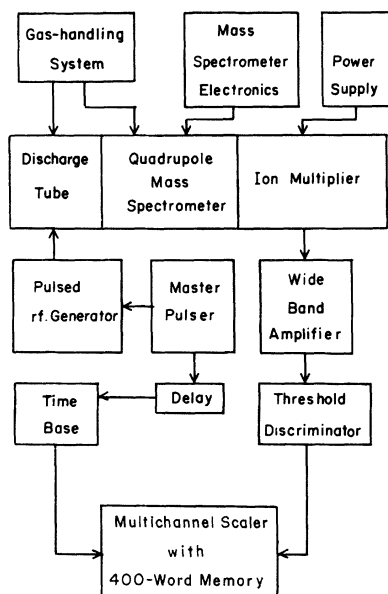 Gas-handling
System
Mass
Spectrometer
Electronics
Power
Supply
Discharge
Tube
Quadrupole
Mass
Spectrometer
Ion Multiplier
Pulsed
rf. Generator
Master
Pulser
Wide
Band
Amplifier
Time
Base
Delay
Threshold
Discriminator
Multichannel Scaler
with
400-Word Memory